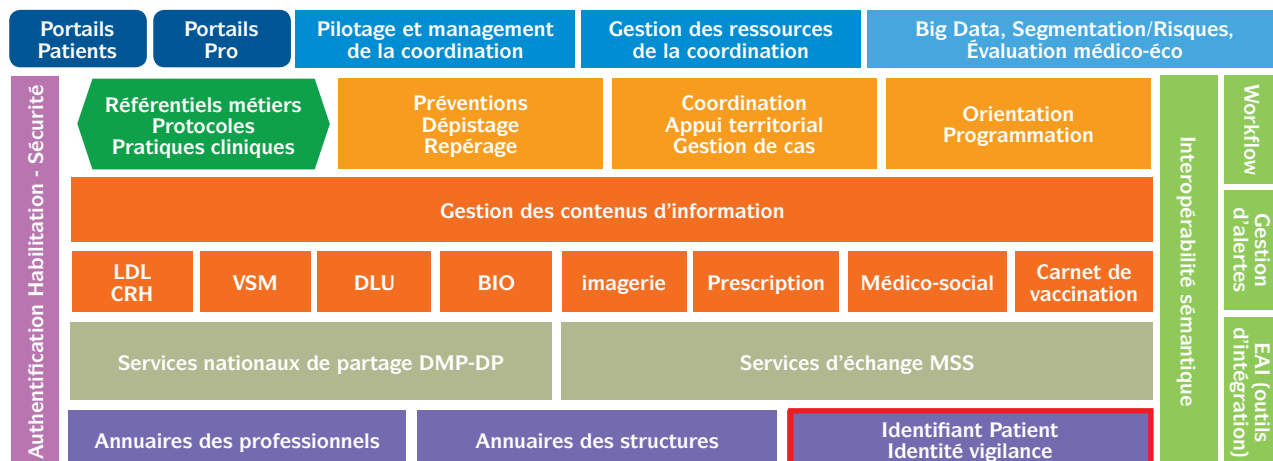 Portails
Patients
Portails
Pro
Pilotage et management
de la coordination
Gestion des ressources
de la coordination
Big Data, Segmentation/Risques,
Évaluation médico-éco
Authentification Habilitation - Sécurité
Référentiels métiers
Protocoles
Pratiques cliniques
Préventions
Dépistage
Repérage
Coordination
Appui territorial
Gestion de cas
Orientation
Programmation
Interopérabilité sémantique
Workflow
Gestion
d'alertes
EAI (outils
d'intégration)
Gestion des contenus d'information
LDL
CRH
VSM
DLU
BIO
imagerie
Prescription
Médico-social
Carnet de
vaccination
Services nationaux de partage DMP-DP
Services d'échange MSS
Annuaires des professionnels
Annuaires des structures
Identifiant Patient
Identité vigilance